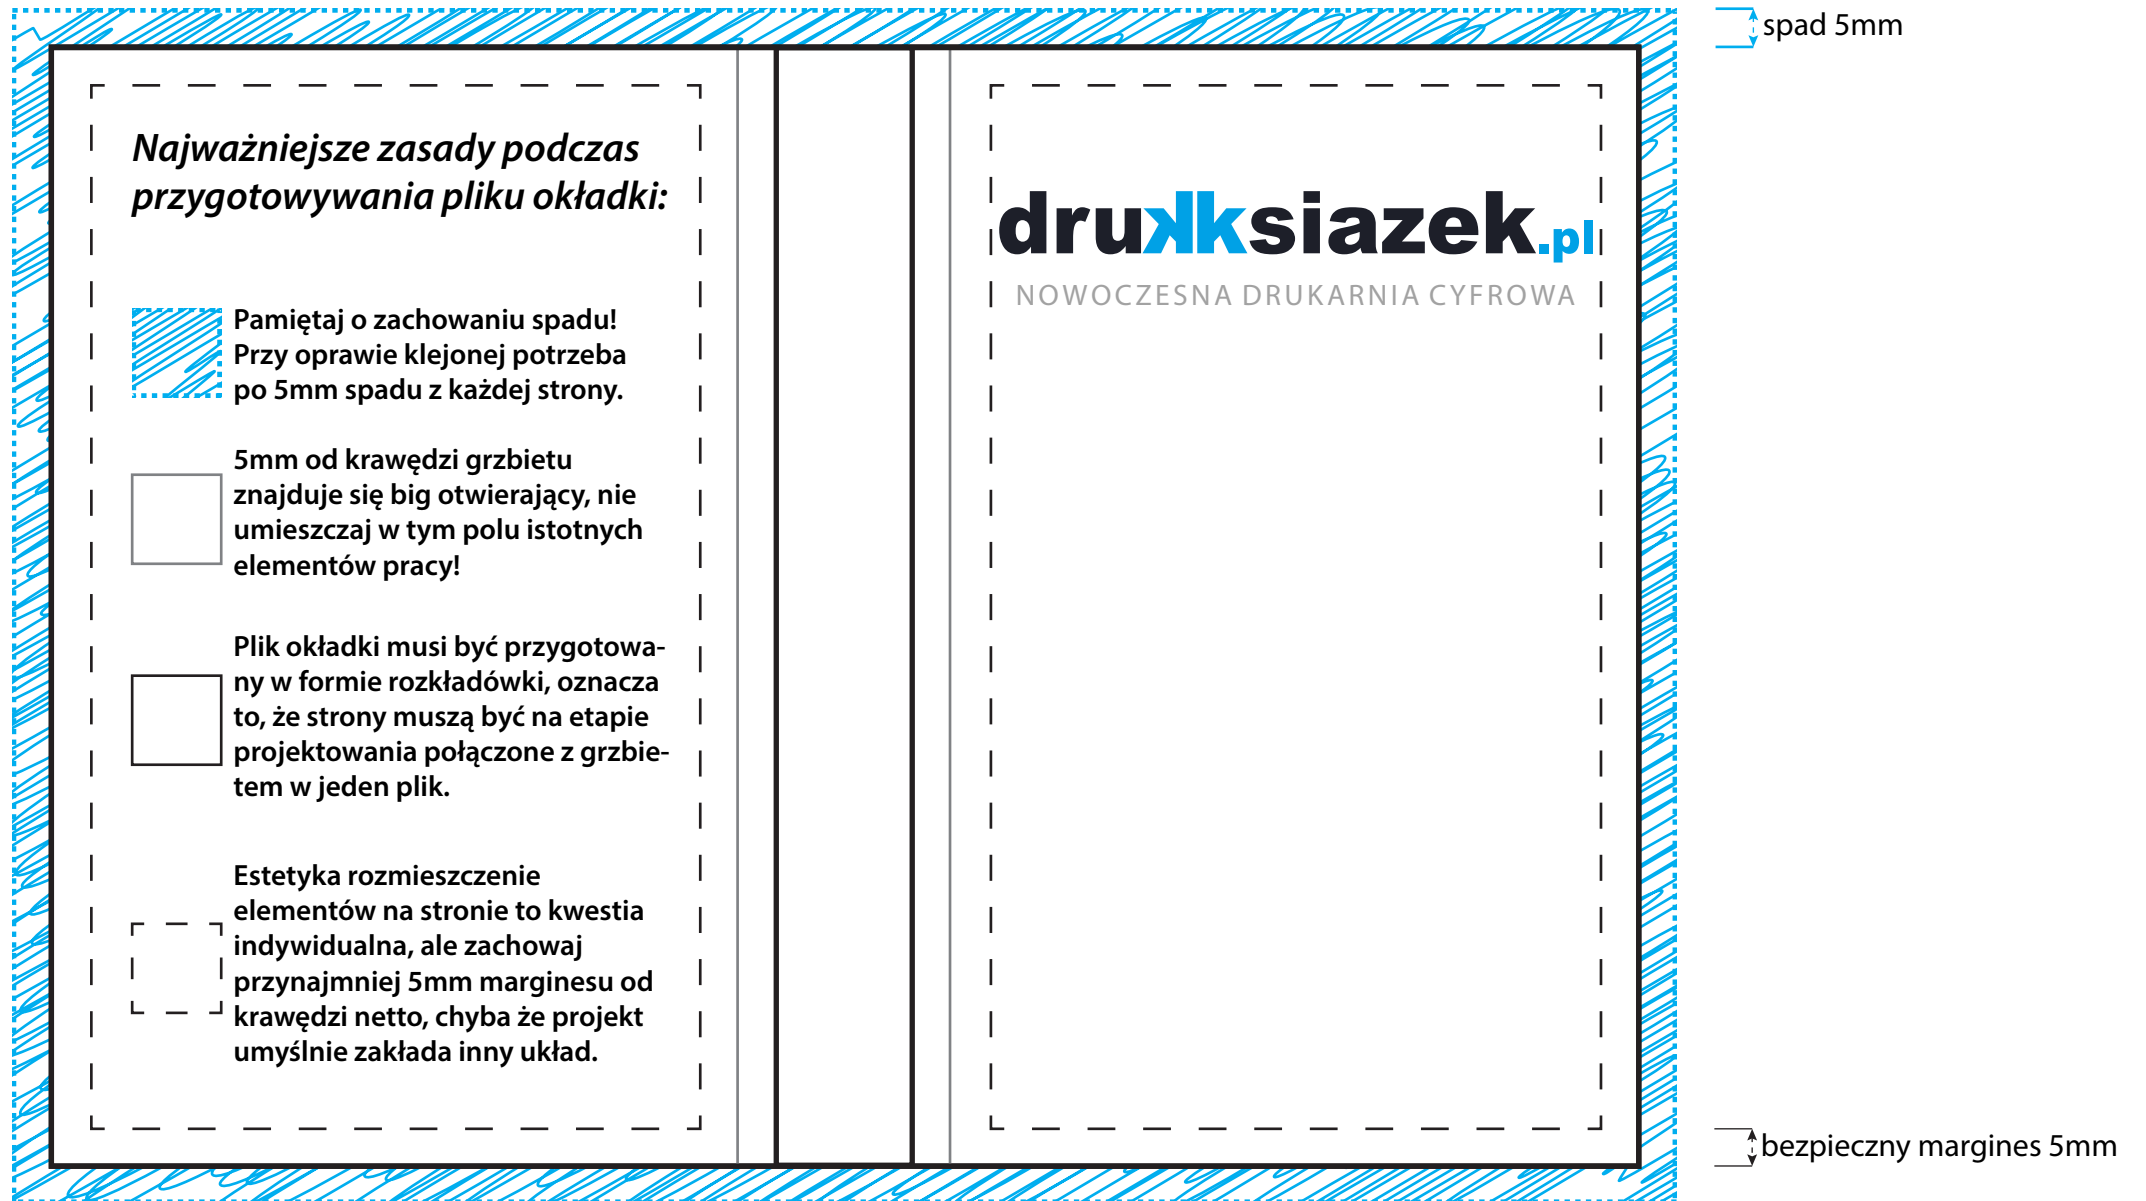 spad 5mm
Najważniejsze zasady podczas
przygotowywania pliku okładki:
Pamiętaj o zachowaniu spadu!
Przy oprawie klejonej potrzeba
po 5mm spadu z każdej strony.
5mm od krawędzi grzbietu
znajduje się big otwierający, nie
umieszczaj w tym polu istotnych
elementów pracy!
Plik okładki musi być przygotowa-
ny w formie rozkładówki, oznacza
to, że strony muszą być na etapie
projektowania połączone z grzbie-
tem w jeden plik.
Estetyka rozmieszczenie
elementów na stronie to kwestia
indywidualna, ale zachowaj
przynajmniej 5mm marginesu od
krawędzi netto, chyba że projekt
umyślnie zakłada inny układ.
drukksiazek.pl
NOWOCZESNA DRUKARNIA CYFROWA
bezpieczny margines 5mm